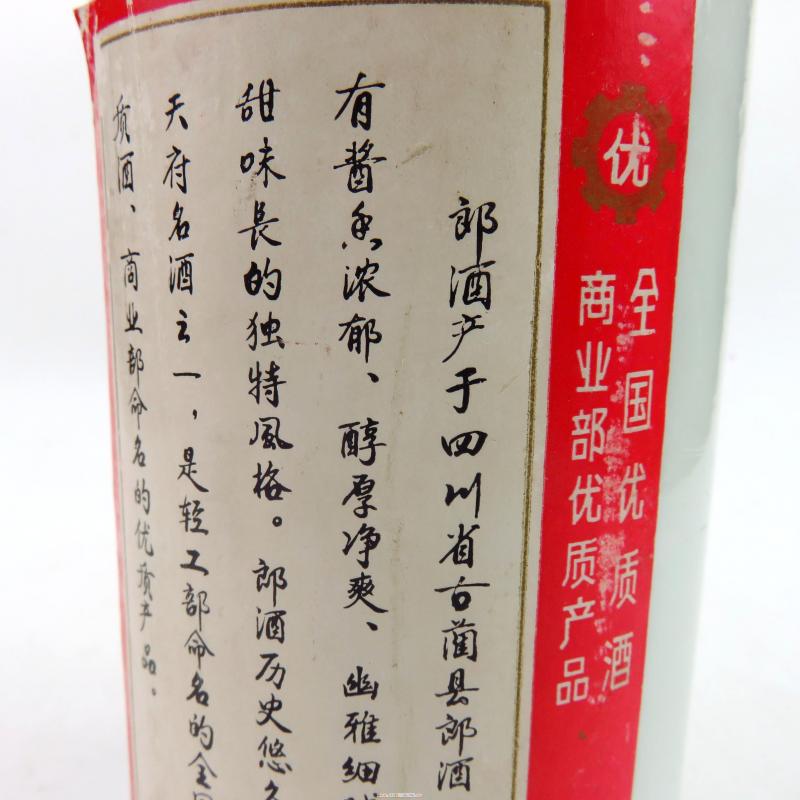 优
全国优质酒
商业部优质产品
郎酒产于四川省古蔺县郎酒
有酱香浓郁、醇厚净爽、幽雅细
甜味長的独特風格。郎酒历史悠
天府名酒之一，是轻工部命名的全
质酒、商业部命名的优质产品。